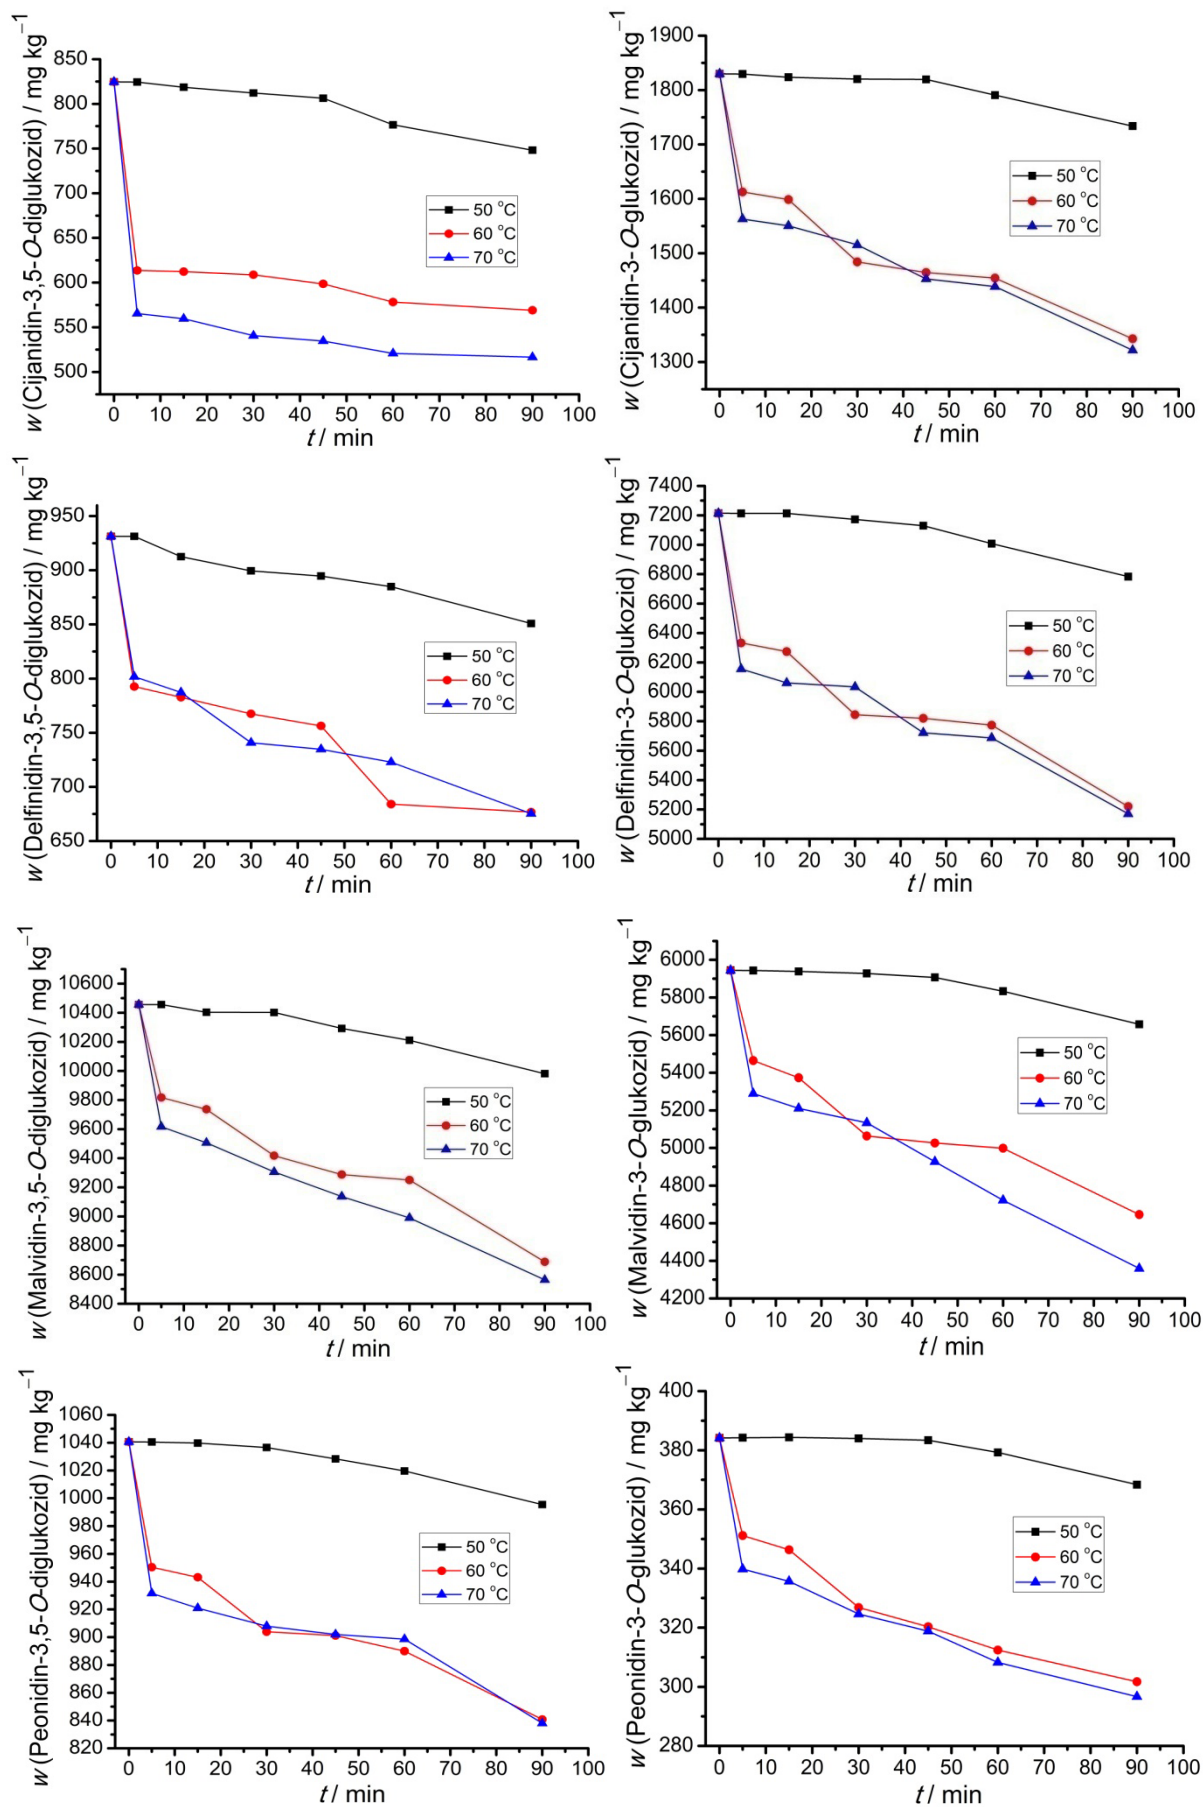 w (Cijanidin-3,5-O-diglukozid) / mg kg⁻¹
850
800
750
700
650
600
550
500
0 10 20 30 40 50 60 70 80 90 100
t / min
50 °C
60 °C
70 °C
w (Cijanidin-3-O-glukozid) / mg kg⁻¹
1900
1800
1700
1600
1500
1400
1300
0 10 20 30 40 50 60 70 80 90 100
t / min
50 °C
60 °C
70 °C
w (Delfinidin-3,5-O-diglukozid) / mg kg⁻¹
950
900
850
800
750
700
650
0 10 20 30 40 50 60 70 80 90 100
t / min
50 °C
60 °C
70 °C
w (Delfinidin-3-O-glukozid) / mg kg⁻¹
7400
7200
7000
6800
6600
6400
6200
6000
5800
5600
5400
5200
5000
0 10 20 30 40 50 60 70 80 90 100
t / min
50 °C
60 °C
70 °C
w (Malvidin-3,5-O-diglukozid) / mg kg⁻¹
10600
10400
10200
10000
9800
9600
9400
9200
9000
8800
8600
8400
0 10 20 30 40 50 60 70 80 90 100
t / min
50 °C
60 °C
70 °C
w (Malvidin-3-O-glukozid) / mg kg⁻¹
6000
5800
5600
5400
5200
5000
4800
4600
4400
4200
0 10 20 30 40 50 60 70 80 90 100
t / min
50 °C
60 °C
70 °C
w (Peonidin-3,5-O-diglukozid) / mg kg⁻¹
1060
1040
1020
1000
980
960
940
920
900
880
860
840
820
0 10 20 30 40 50 60 70 80 90 100
t / min
50 °C
60 °C
70 °C
w (Peonidin-3-O-glukozid) / mg kg⁻¹
400
380
360
340
320
300
280
0 10 20 30 40 50 60 70 80 90 100
t / min
50 °C
60 °C
70 °C